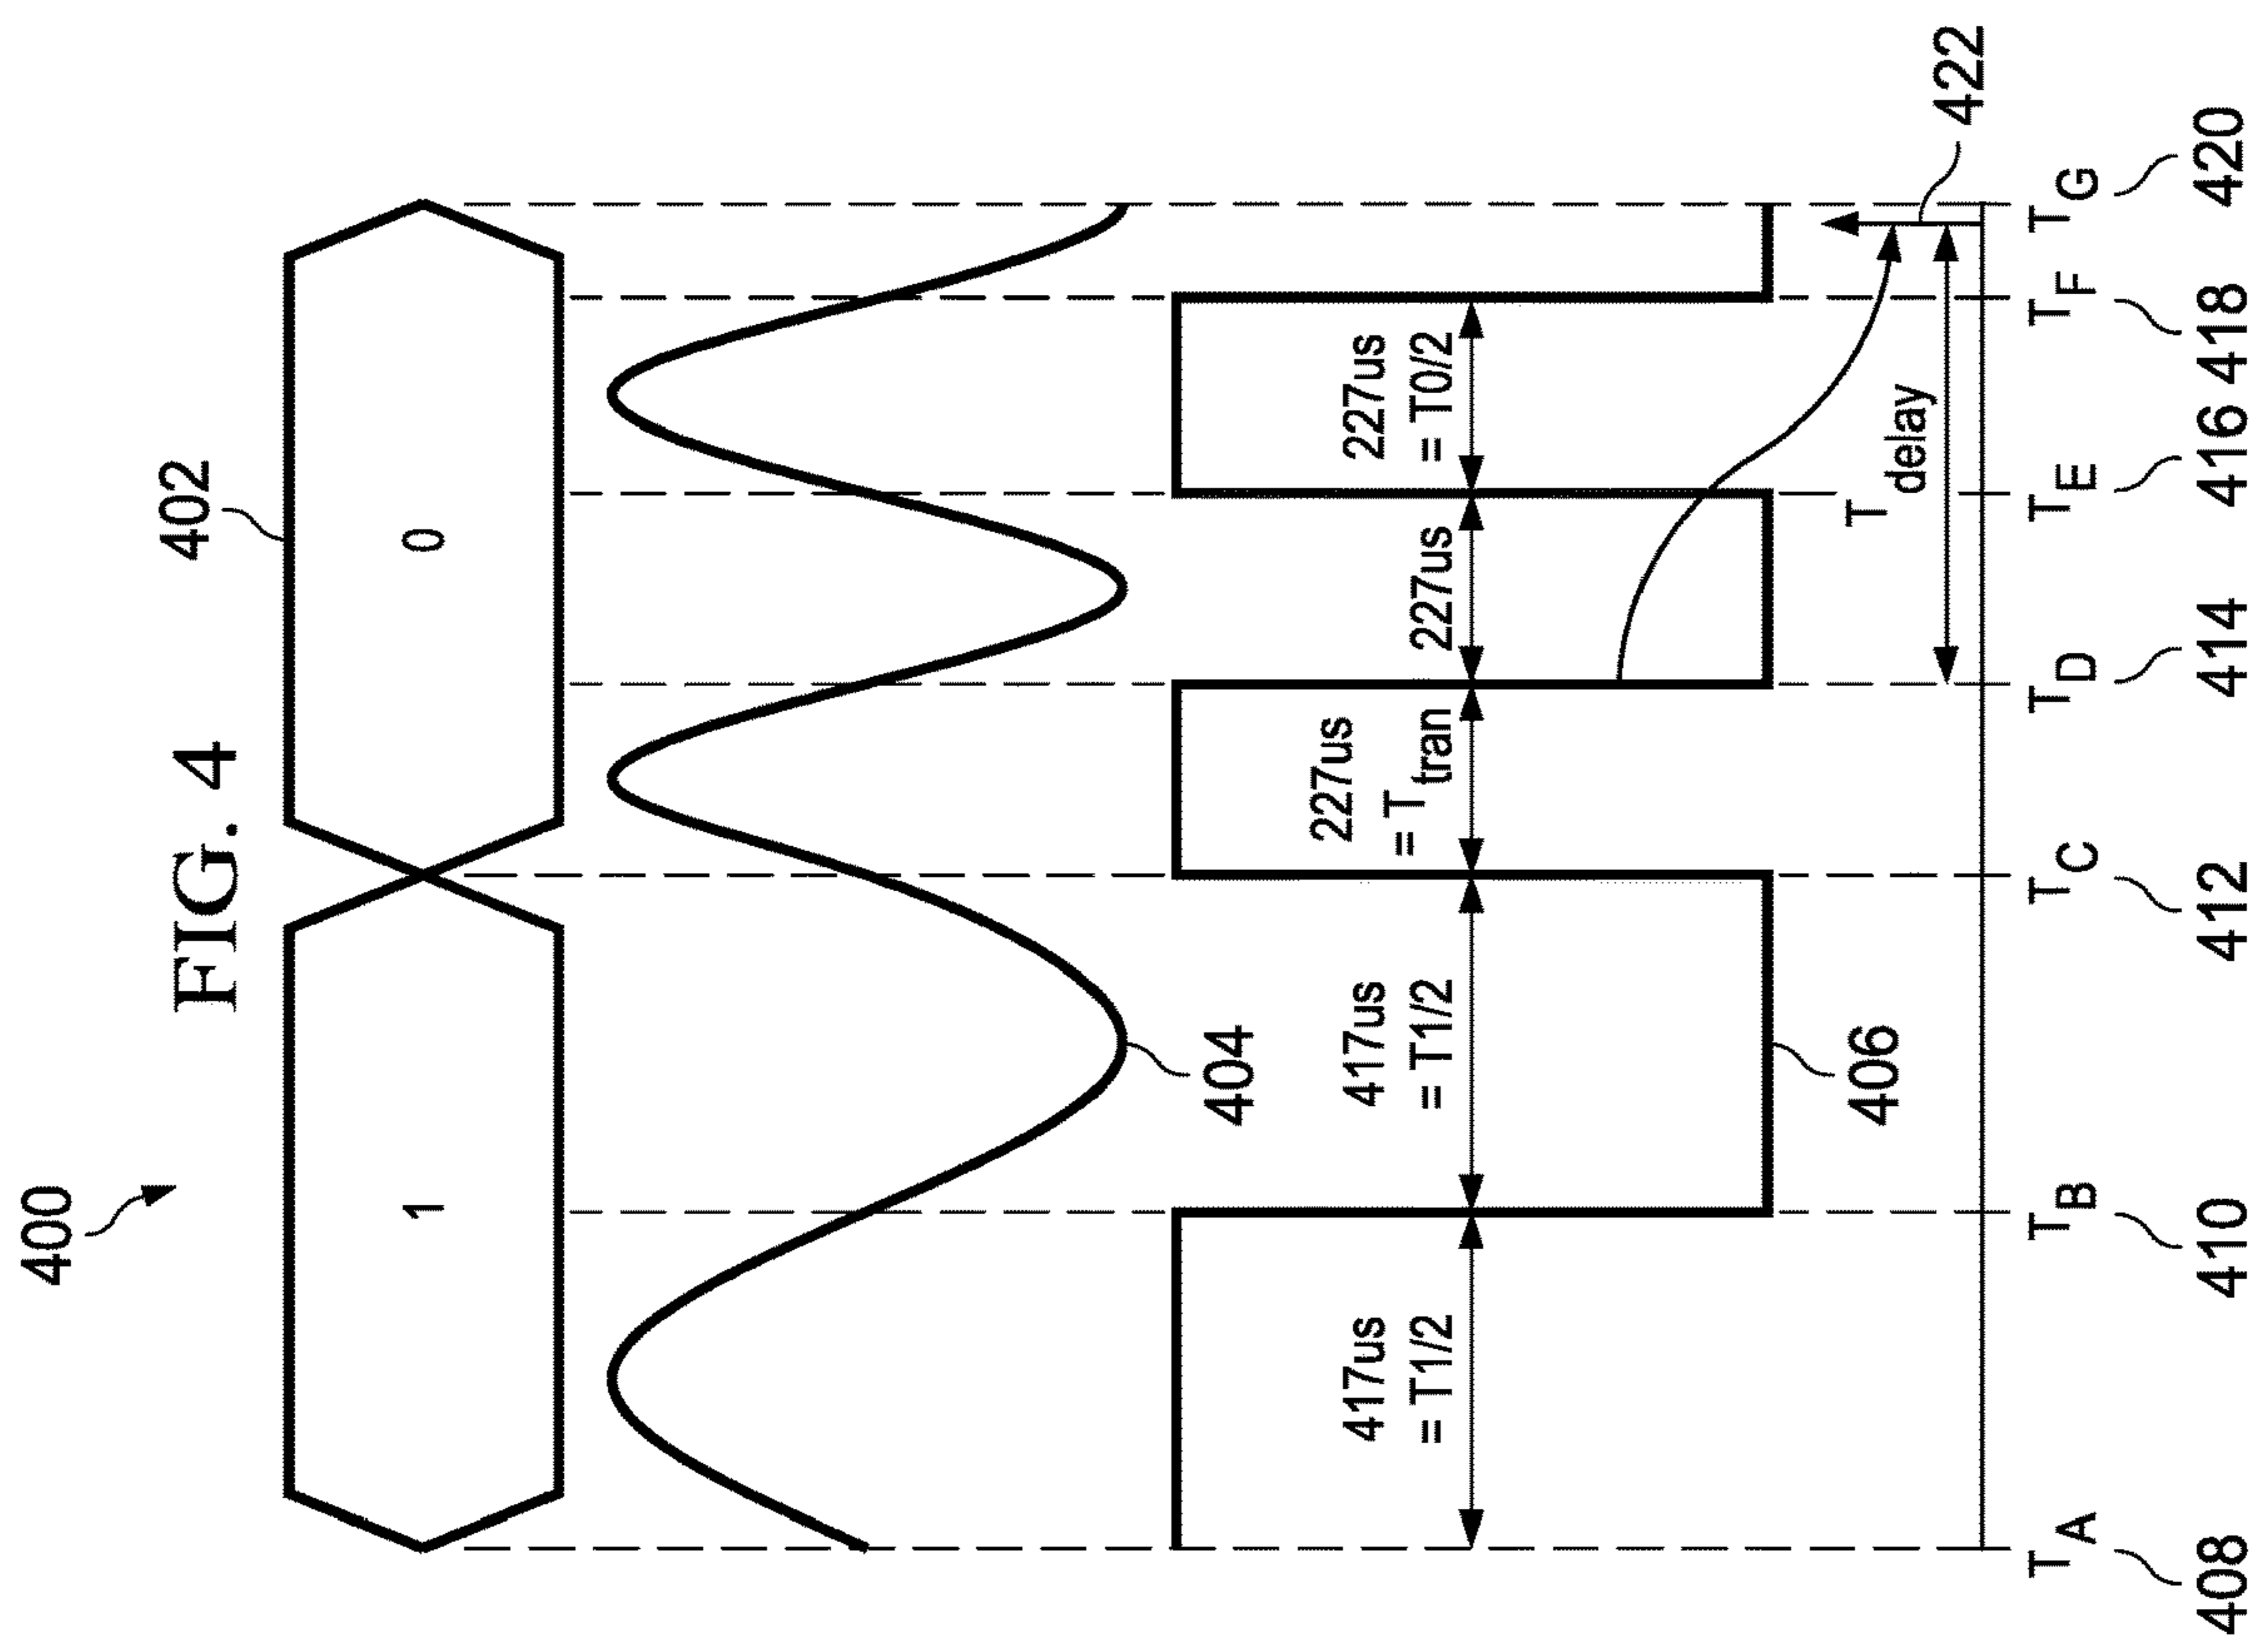 FIG. 4
400
402
1
0
404
417us
= T1/2
417us
= T1/2
227us
= Ttran
227us
227us
= T0/2
406
Tdelay
422
TA
TB
TC
TD
TE
TF
TG
408
410
412
414
416
418
420